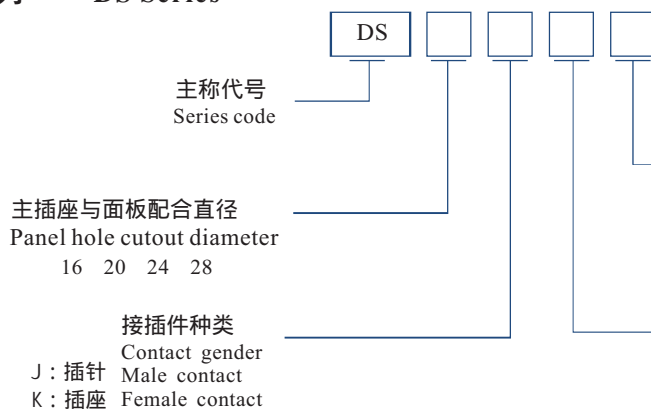 DS Series
DS
主称代号
Series code
主插座与面板配合直径
Panel hole cutout diameter
16 20 24 28
接插件种类
Contact gender
J：插针 Male contact
K：插座 Female contact